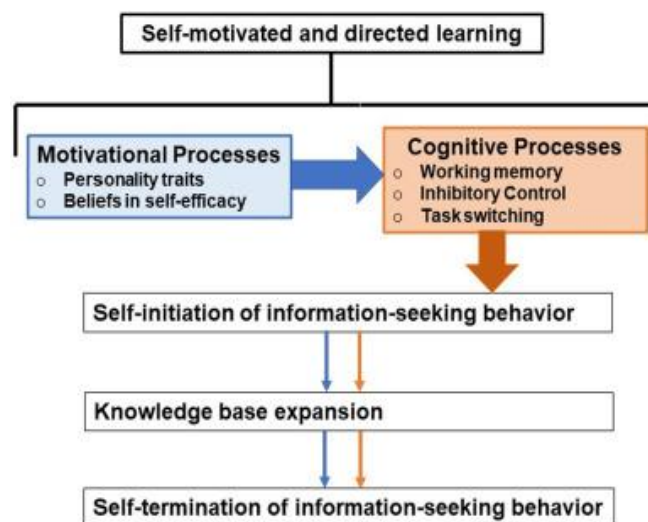 Self-motivated and directed learning
Motivational Processes
o Personality traits
o Beliefs in self-efficacy
Cognitive Processes
o Working memory
o Inhibitory Control
o Task switching
Self-initiation of information-seeking behavior
Knowledge base expansion
Self-termination of information-seeking behavior